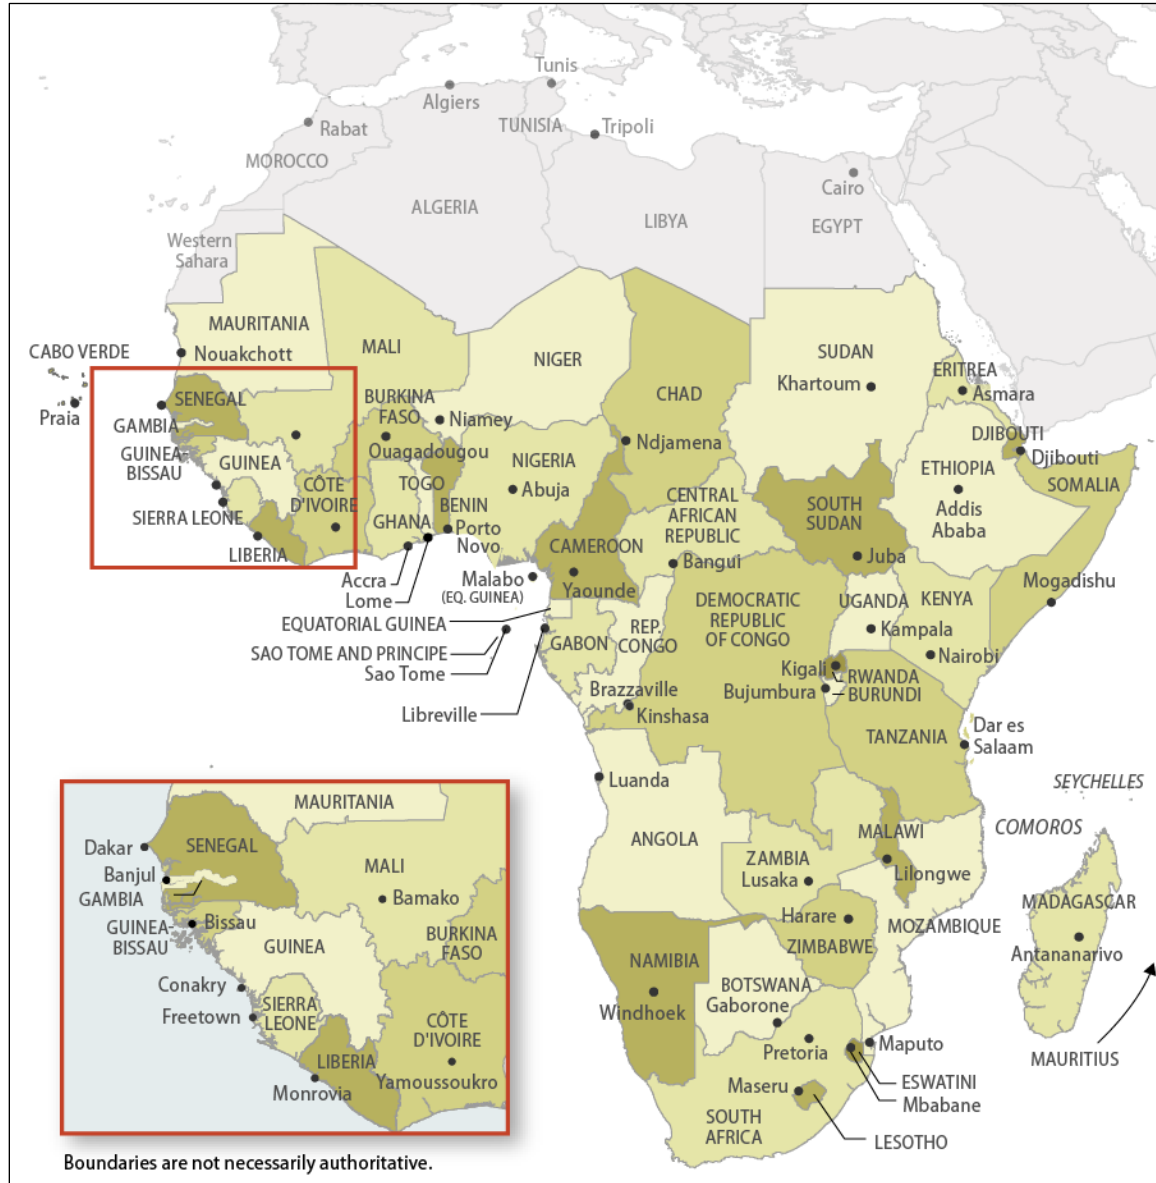 Tunis
Algiers
TUNISIA
Tripoli
Rabat
MOROCCO
Cairo
ALGERIA
LIBYA
EGYPT
Western
Sahara
MAURITANIA
Nouakchott
MALI
NIGER
CHAD
SUDAN
Khartoum
ERITREA
Asmara
CABO VERDE
Praia
SENEGAL
GAMBIA
GUINEA-
BISSAU
GUINEA
SIERRA LEONE
LIBERIA
CÔTE
D'IVOIRE
BURKINA
FASO
Ouagadougou
Niamey
TOGO
GHANA
BENIN
Porto
Novo
NIGERIA
Abuja
Ndjamena
CENTRAL
AFRICAN
REPUBLIC
Bangui
SOUTH
SUDAN
Juba
DJIBOUTI
Djibouti
ETHIOPIA
Addis
Ababa
SOMALIA
Mogadishu
Accra
Lome
Malabo
(EQ. GUINEA)
CAMEROON
Yaounde
EQUATORIAL GUINEA
SAO TOME AND PRINCIPE
Sao Tome
Libreville
GABON
REP.
CONGO
Brazzaville
Kinshasa
DEMOCRATIC
REPUBLIC
OF CONGO
UGANDA
Kampala
KENYA
Nairobi
Kigali
RWANDA
Bujumbura
BURUNDI
TANZANIA
Dar es
Salaam
Luanda
ANGOLA
ZAMBIA
Lusaka
MALAWI
Lilongwe
SEYCHELLES
COMOROS
MADAGASCAR
Antananarivo
MAURITIUS
Harare
ZIMBABWE
MOZAMBIQUE
NAMIBIA
Windhoek
BOTSWANA
Gaborone
Pretoria
Maputo
ESWATINI
Mbabane
Maseru
SOUTH
AFRICA
LESOTHO
MAURITANIA
Dakar
SENEGAL
Banjul
GAMBIA
MALI
Bamako
GUINEA-
BISSAU
Bissau
GUINEA
BURKINA
FASO
Conakry
Freetown
SIERRA
LEONE
CÔTE
D'IVOIRE
LIBERIA
Yamoussoukro
Monrovia
Boundaries are not necessarily authoritative.